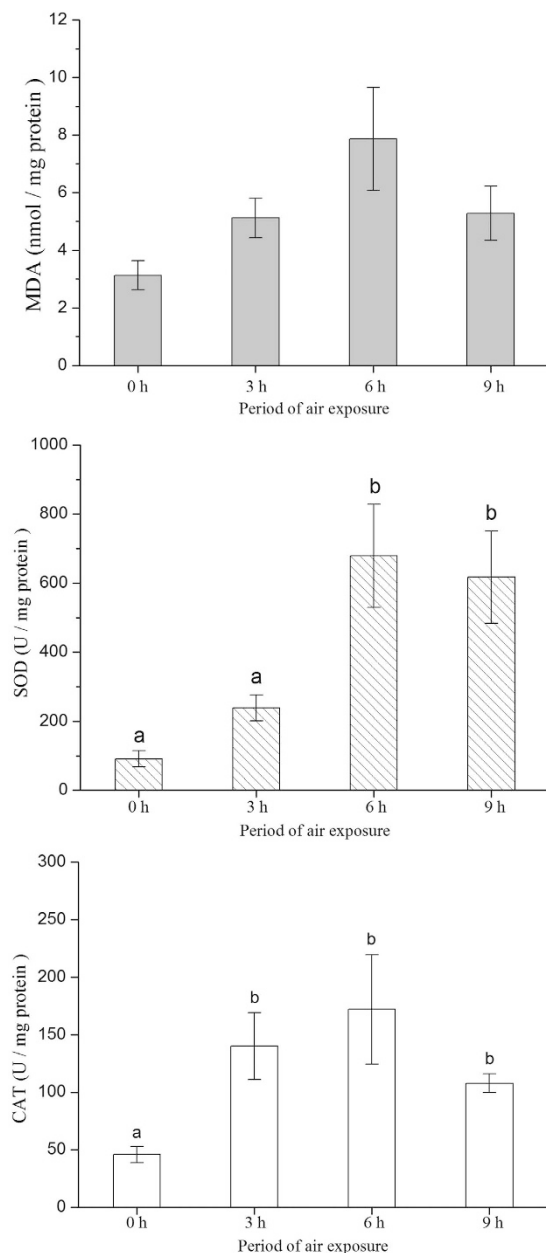 12
10
8
6
4
2
0
MDA (nmol / mg protein )
0 h 3 h 6 h 9 h
Period of air exposure
1000
800
600
400
200
0
SOD (U / mg protein )
a a b b
0 h 3 h 6 h 9 h
Period of air exposure
300
250
200
150
100
50
0
CAT (U / mg protein )
a b b b
0 h 3 h 6 h 9 h
Period of air exposure